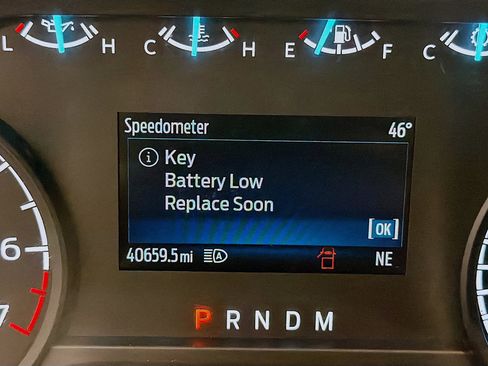 L H C H E F C
Speedometer 46°
i Key
Battery Low
Replace Soon
[OK]
40659.5 mi A NE
6
7
P R N D M